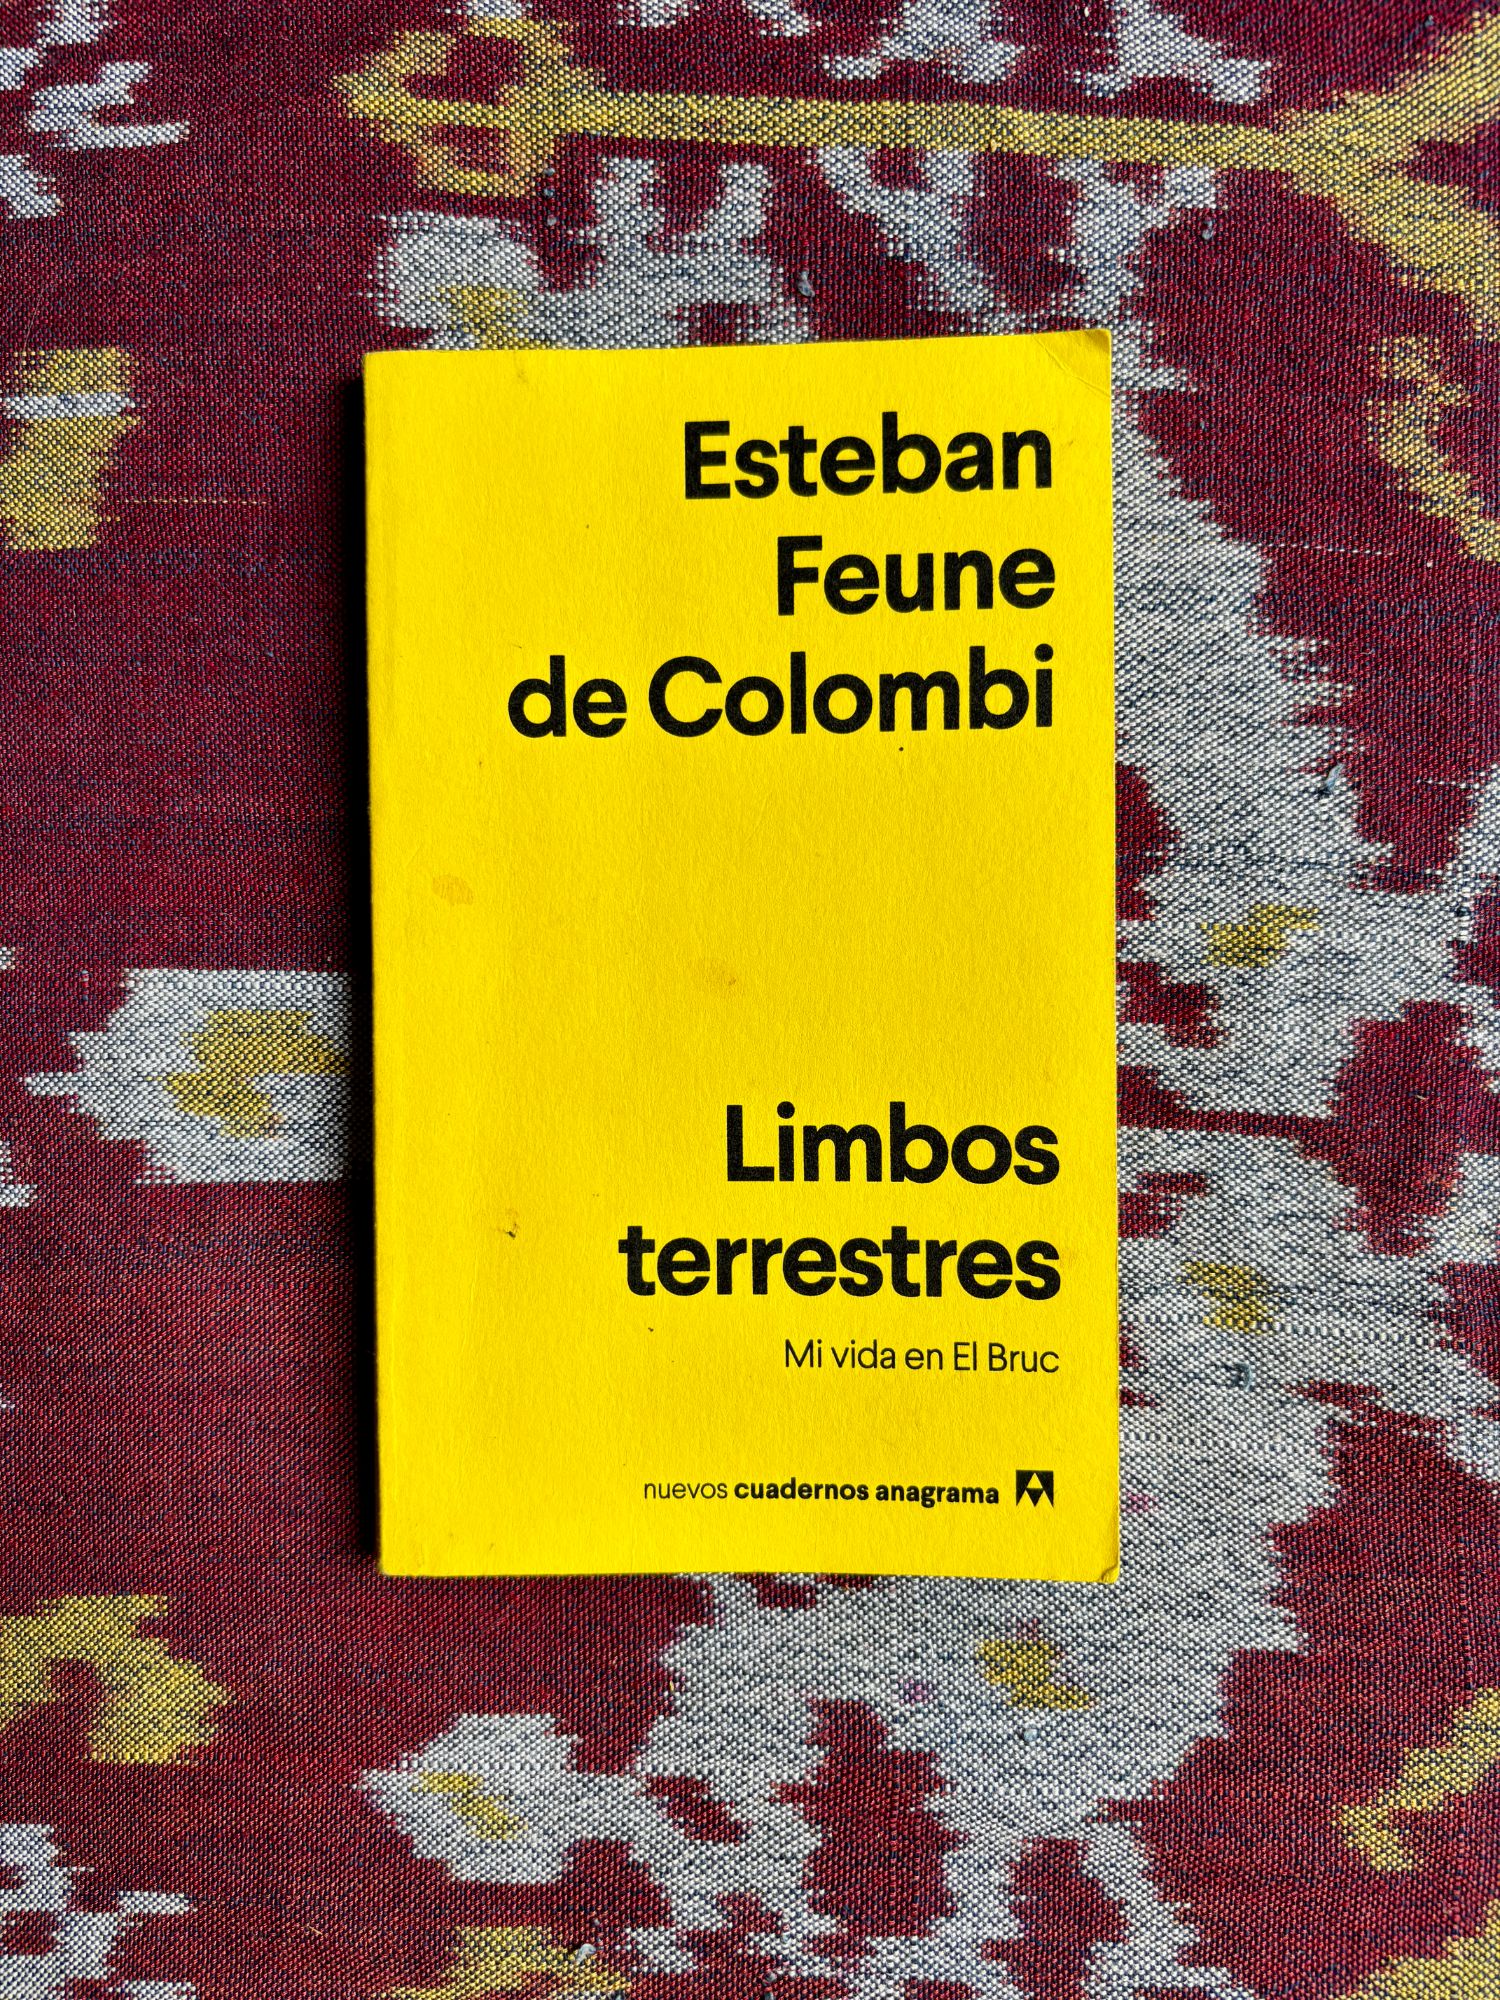 Esteban
Feune
de Colombi
Limbos
terrestres
Mi vida en El Bruc
nuevos cuadernos anagrama